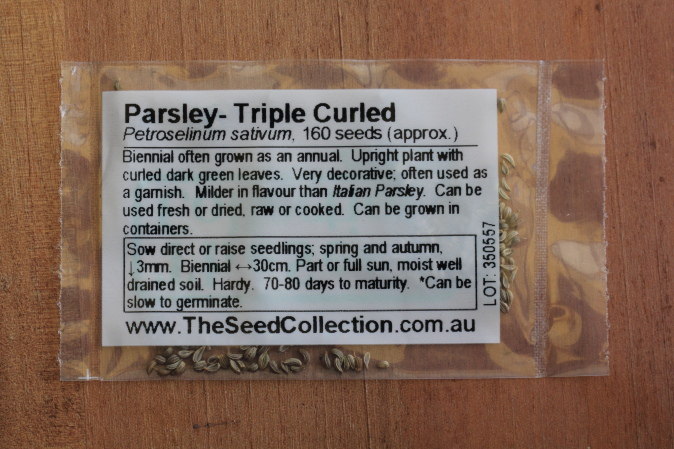 Parsley- Triple Curled
Petroselinum sativum, 160 seeds (approx.)
Biennial often grown as an annual. Upright plant with
curled dark green leaves. Very decorative; often used as
a garnish. Milder in flavour than Italian Parsley. Can be
used fresh or dried, raw or cooked. Can be grown in
containers.
Sow direct or raise seedlings; spring and autumn,
↓3mm. Biennial ↔30cm. Part or full sun, moist well
drained soil. Hardy. 70-80 days to maturity. *Can be
slow to germinate.
LOT: 350557
www.TheSeedCollection.com.au